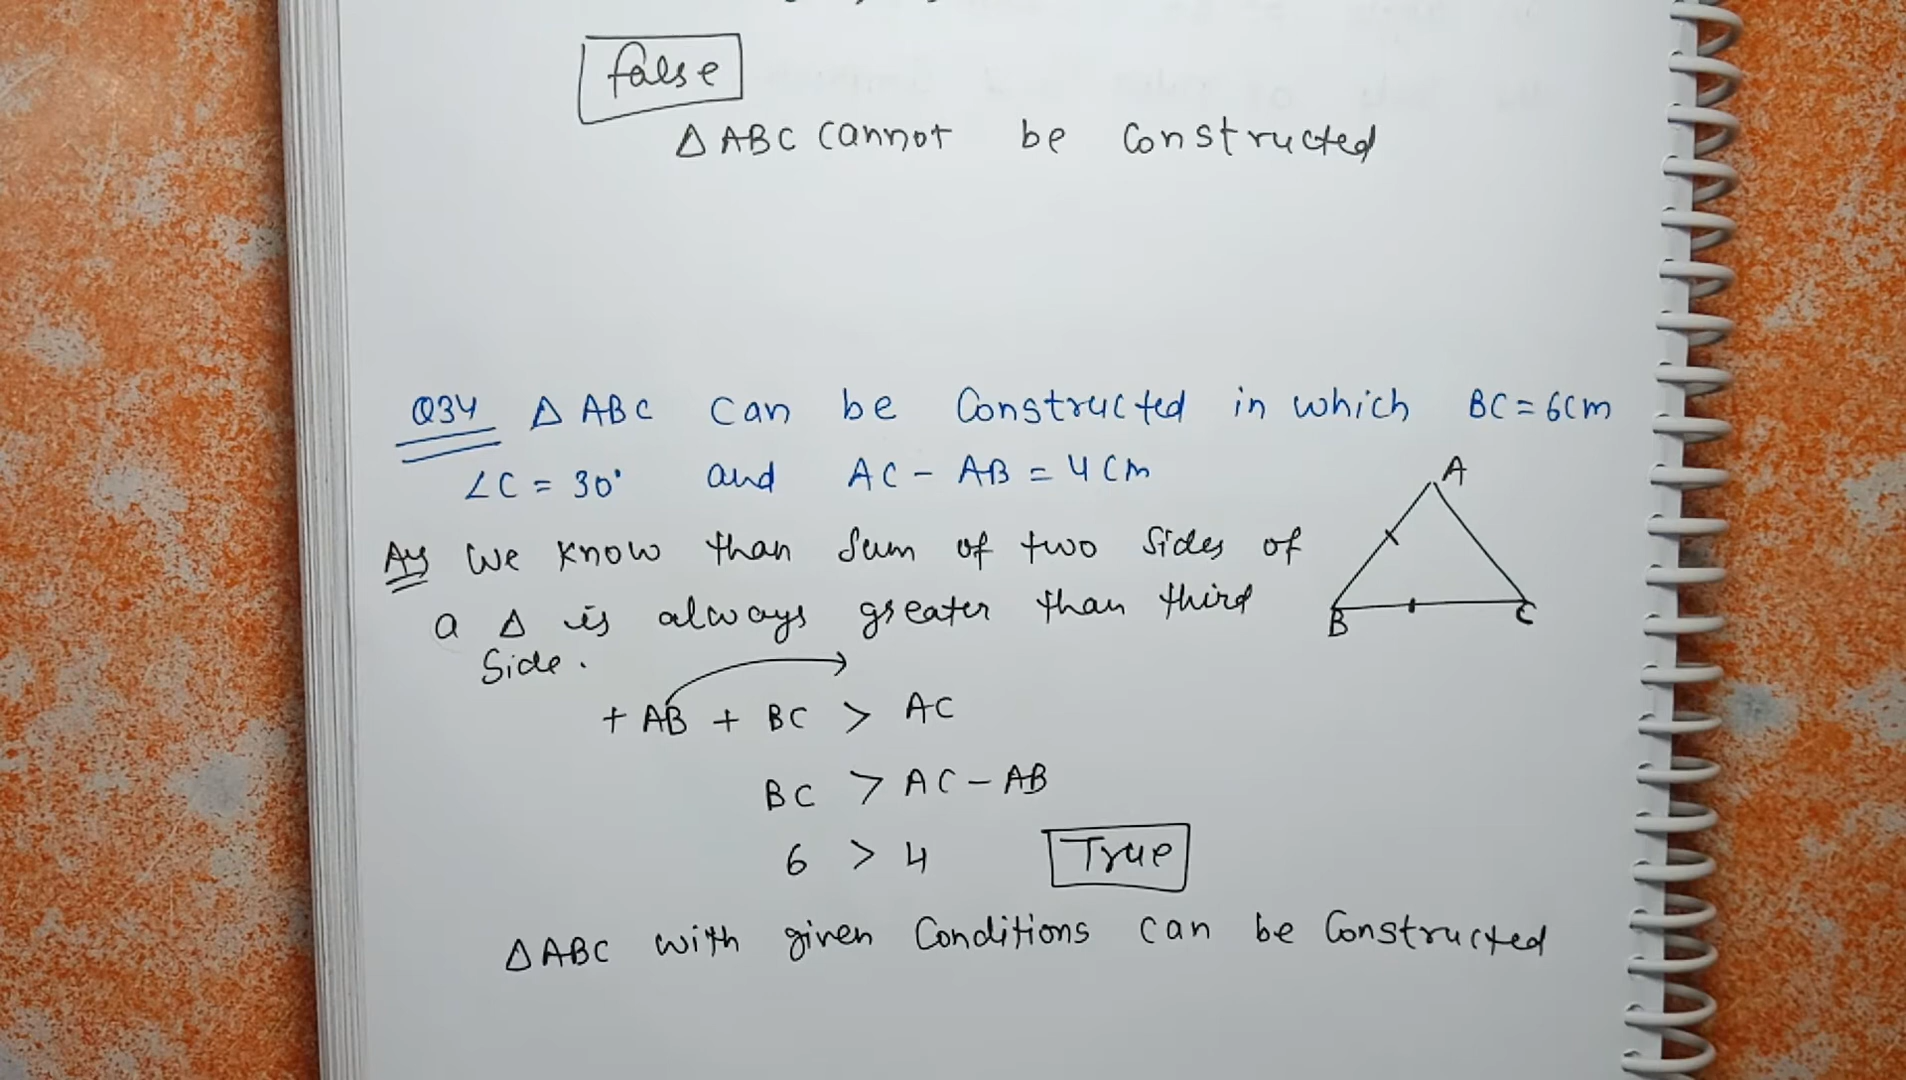 false
Δ ABC cannot be Constructed
Q34 Δ ABC can be Constructed in which BC = 6cm
∠C = 30° and AC - AB = 4cm
A
Ans We know than Sum of two Sides of
a Δ is always greater than third
B C
Side.
+ AB + BC > AC
BC > AC - AB
6 > 4 True
Δ ABC with given Conditions can be Constructed